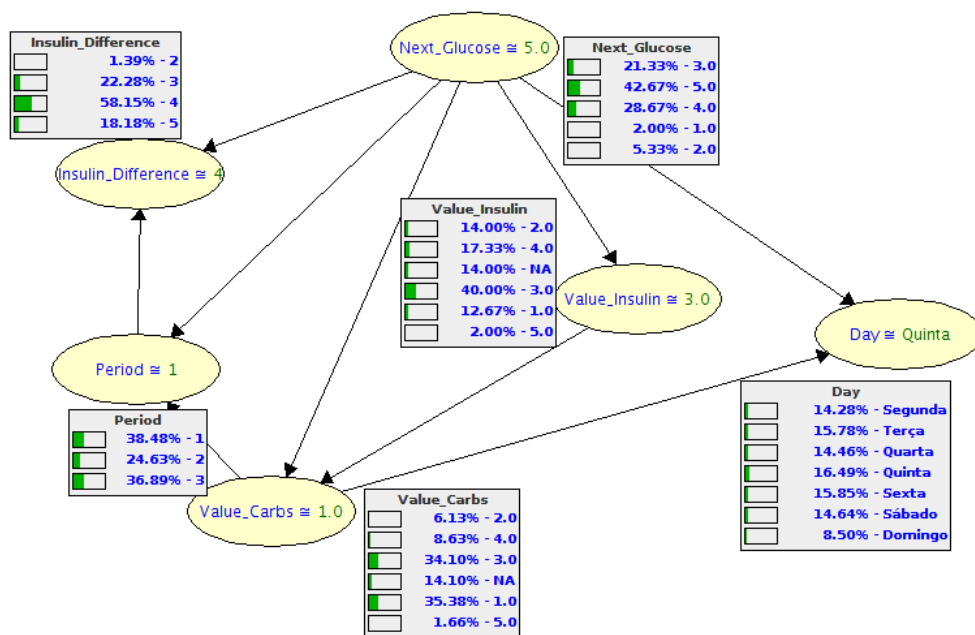 Insulin_Difference
1.39% - 2
22.28% - 3
58.15% - 4
18.18% - 5
Next_Glucose ≅ 5.0
Next_Glucose
21.33% - 3.0
42.67% - 5.0
28.67% - 4.0
2.00% - 1.0
5.33% - 2.0
Insulin_Difference ≅ 4
Value_Insulin
14.00% - 2.0
17.33% - 4.0
14.00% - NA
40.00% - 3.0
12.67% - 1.0
2.00% - 5.0
Value_Insulin ≅ 3.0
Day ≅ Quinta
Period ≅ 1
Period
38.48% - 1
24.63% - 2
36.89% - 3
Day
14.28% - Segunda
15.78% - Terça
14.46% - Quarta
16.49% - Quinta
15.85% - Sexta
14.64% - Sábado
8.50% - Domingo
Value_Carbs ≅ 1.0
Value_Carbs
6.13% - 2.0
8.63% - 4.0
34.10% - 3.0
14.10% - NA
35.38% - 1.0
1.66% - 5.0